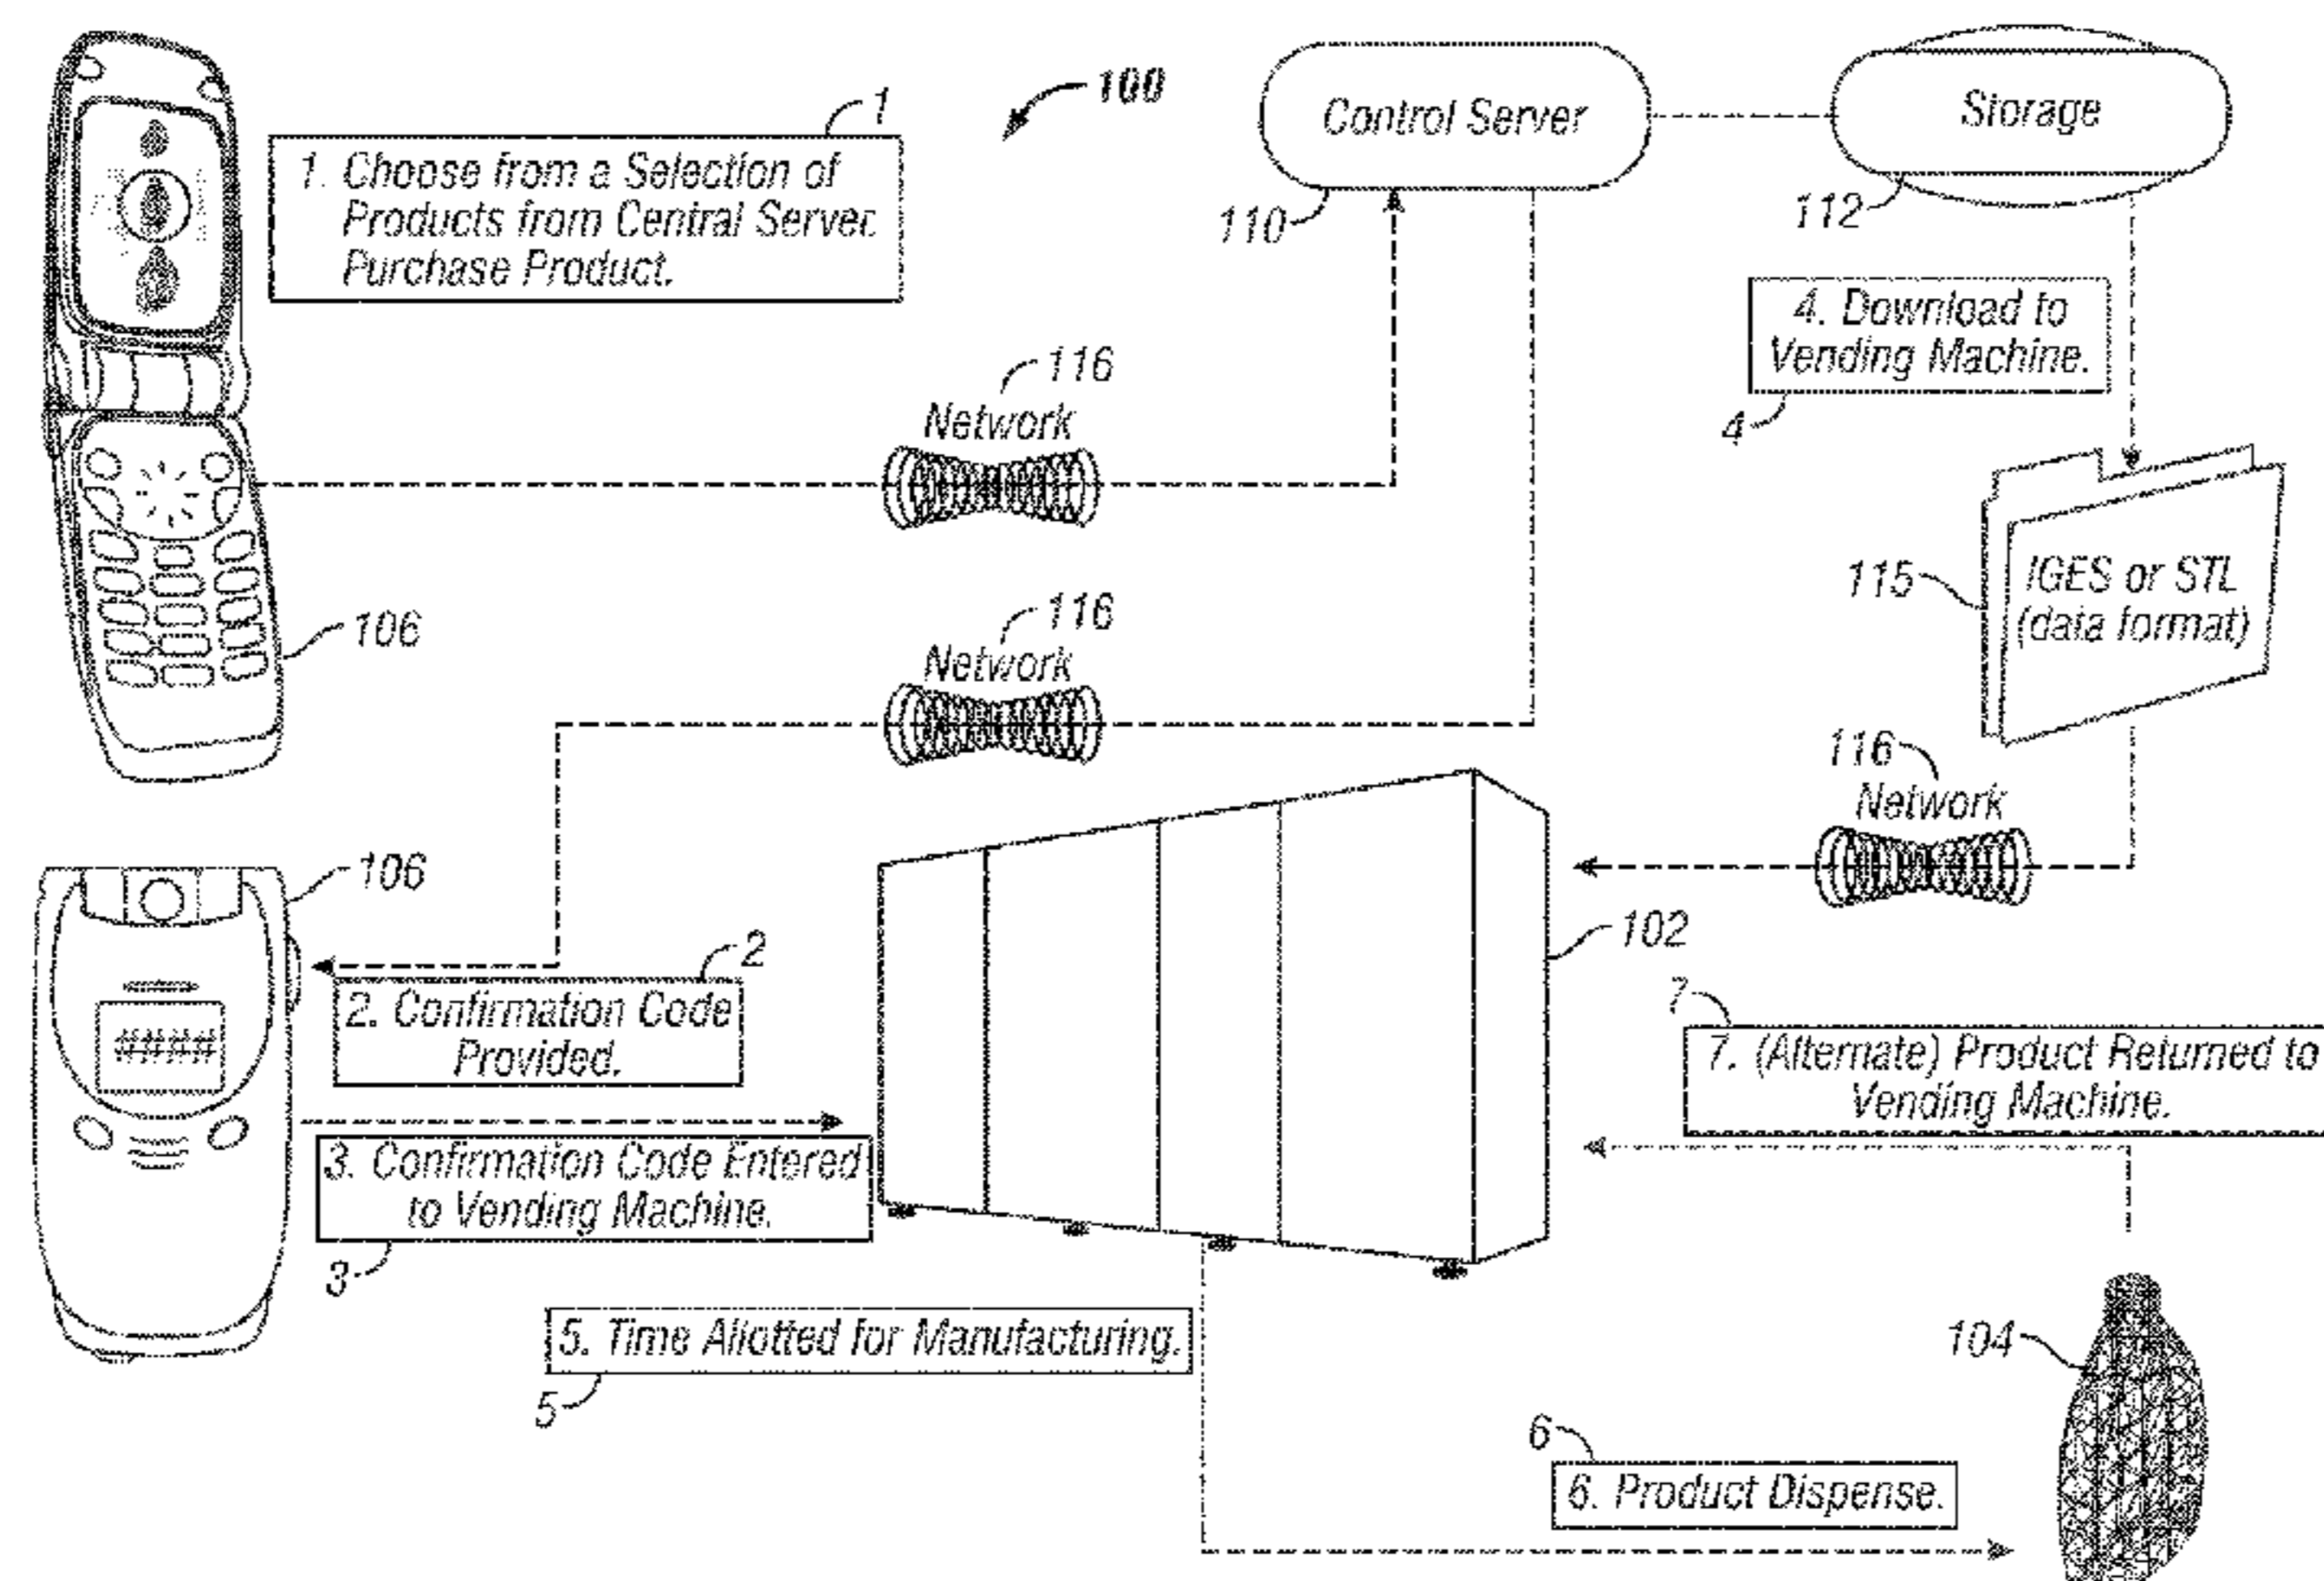 100
1
1. Choose from a Selection of
Products from Central Server.
Purchase Product.
Control Server
110
Storage
112
4. Download to
Vending Machine.
4
116
Network
106
116
Network
115
IGES or STL
(data format)
116
Network
106
102
2
2. Confirmation Code
Provided.
####
3. Confirmation Code Entered
to Vending Machine.
3
7
7. (Alternate) Product Returned to
Vending Machine.
5. Time Allotted for Manufacturing.
5
104
6
6. Product Dispense.